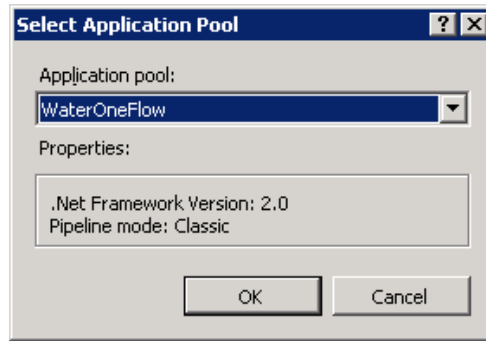 Select Application Pool
Application pool:
WaterOneFlow
Properties:
.Net Framework Version: 2.0
Pipeline mode: Classic
OK
Cancel